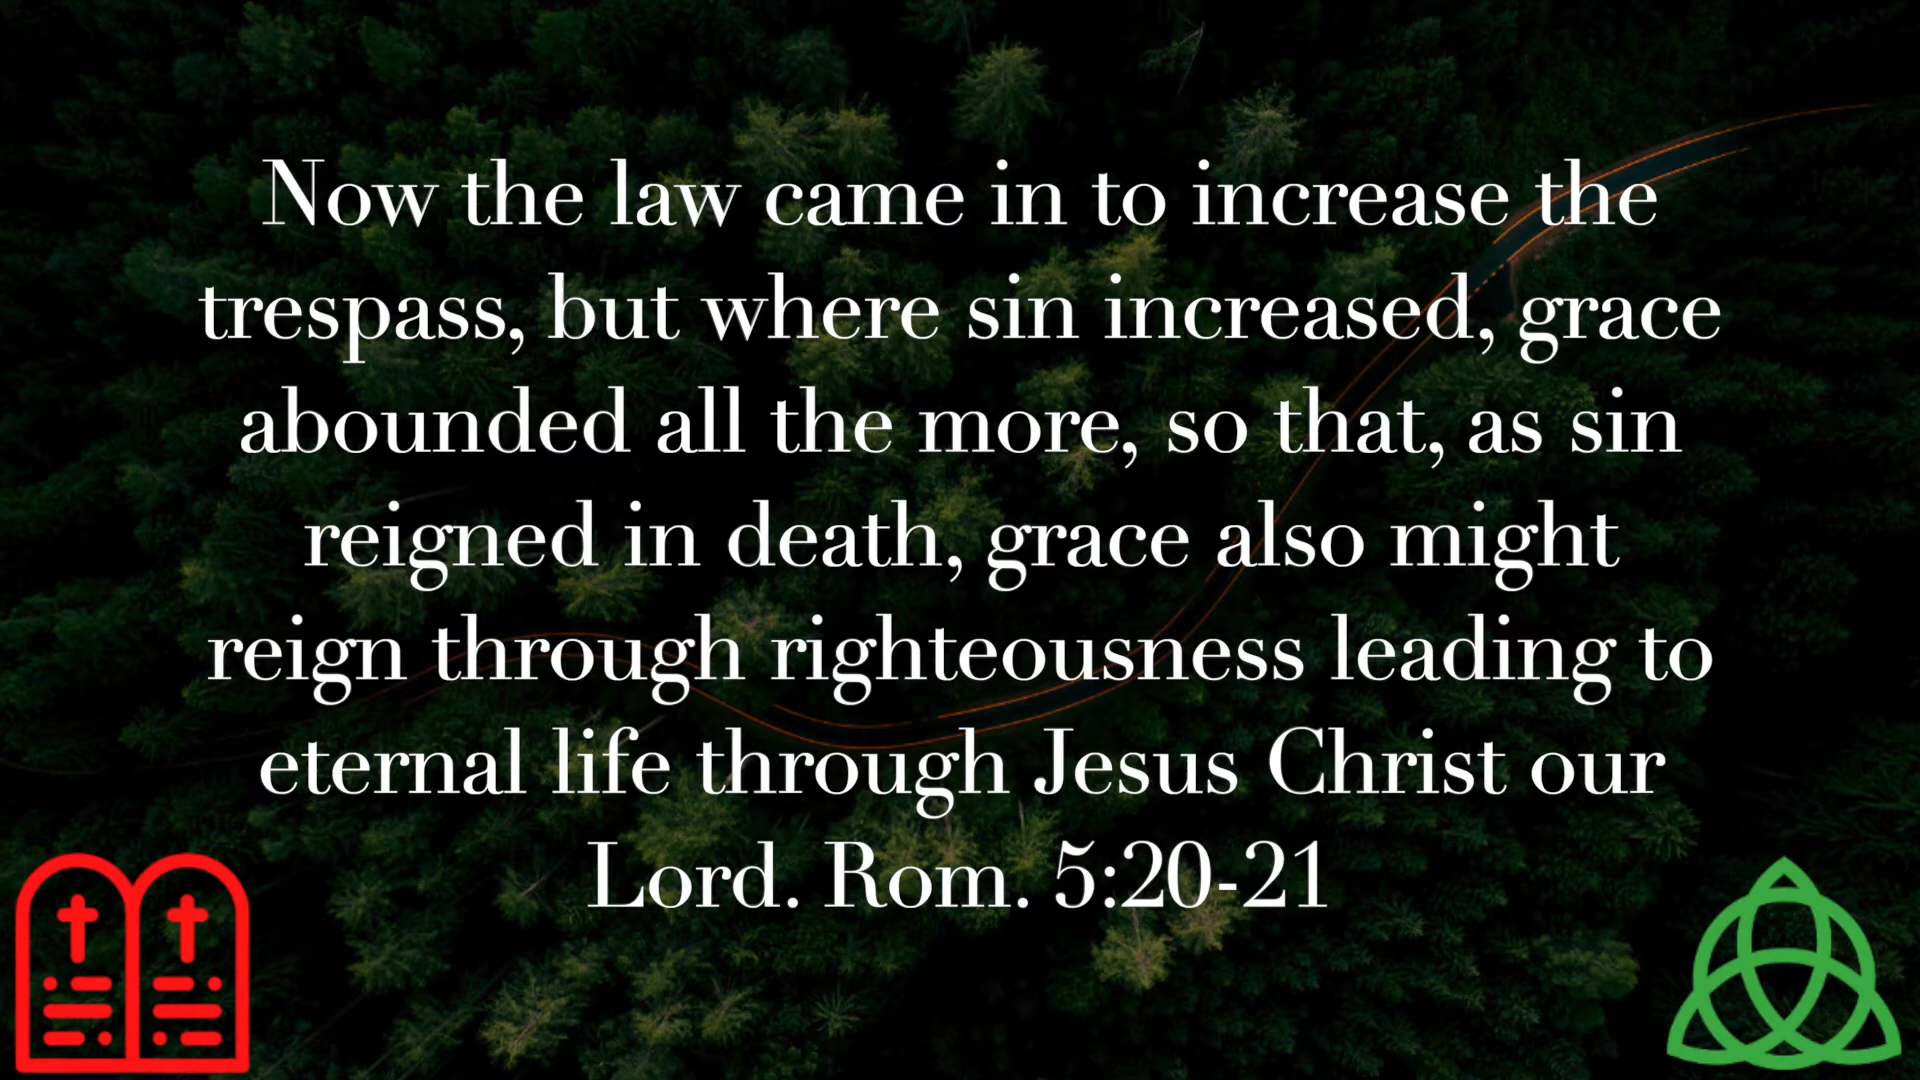 Now the law came in to increase the
trespass, but where sin increased, grace
abounded all the more, so that, as sin
reigned in death, grace also might
reign through righteousness leading to
eternal life through Jesus Christ our
Lord. Rom. 5:20-21